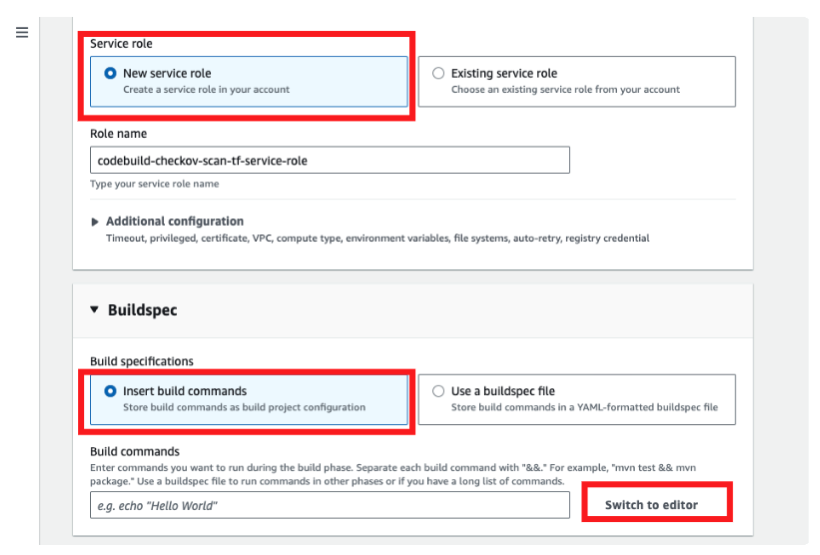 Service role
New service role
Create a service role in your account
Existing service role
Choose an existing service role from your account
Role name
codebuild-checkov-scan-tf-service-role
Type your service role name
Additional configuration
Timeout, privileged, certificate, VPC, compute type, environment variables, file systems, auto-retry, registry credential
Buildspec
Build specifications
Insert build commands
Store build commands as build project configuration
Use a buildspec file
Store build commands in a YAML-formatted buildspec file
Build commands
Enter commands you want to run during the build phase. Separate each build command with "&&." For example, "mvn test && mvn
package." Use a buildspec file to run commands in other phases or if you have a long list of commands.
e.g. echo "Hello World"
Switch to editor